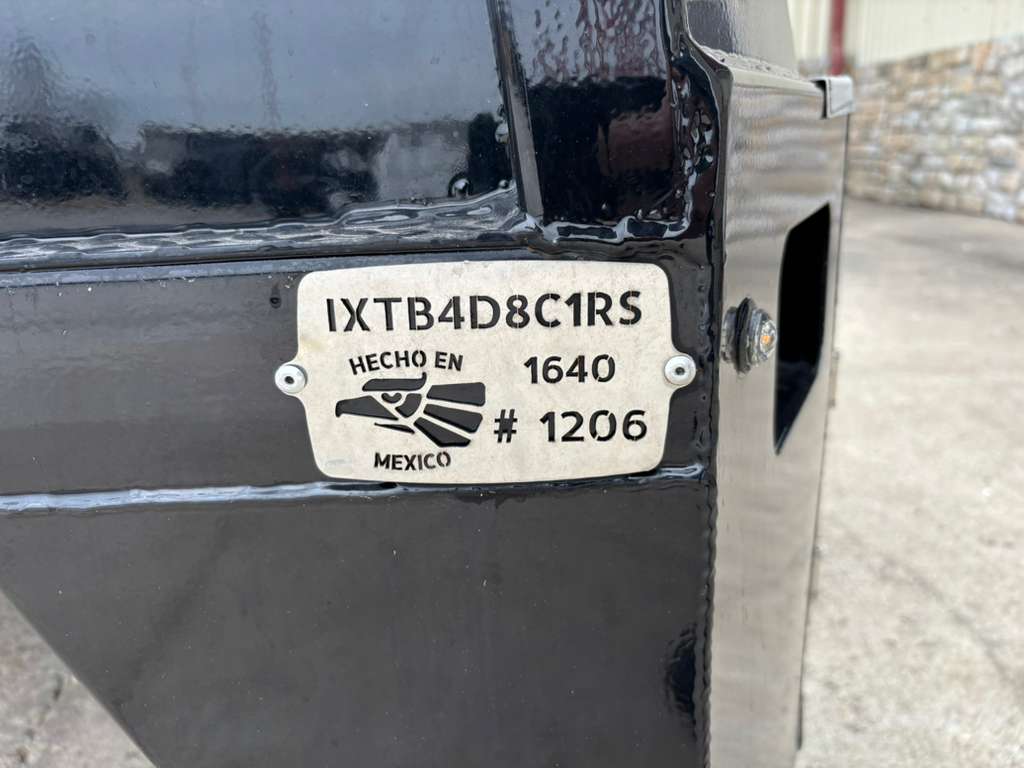 IXTB4D8C1RS
HECHO EN
1640
# 1206
MEXICO